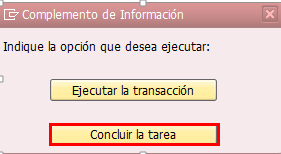 Complemento de Información
Indique la opción que desea ejecutar:
Ejecutar la transacción
Concluir la tarea